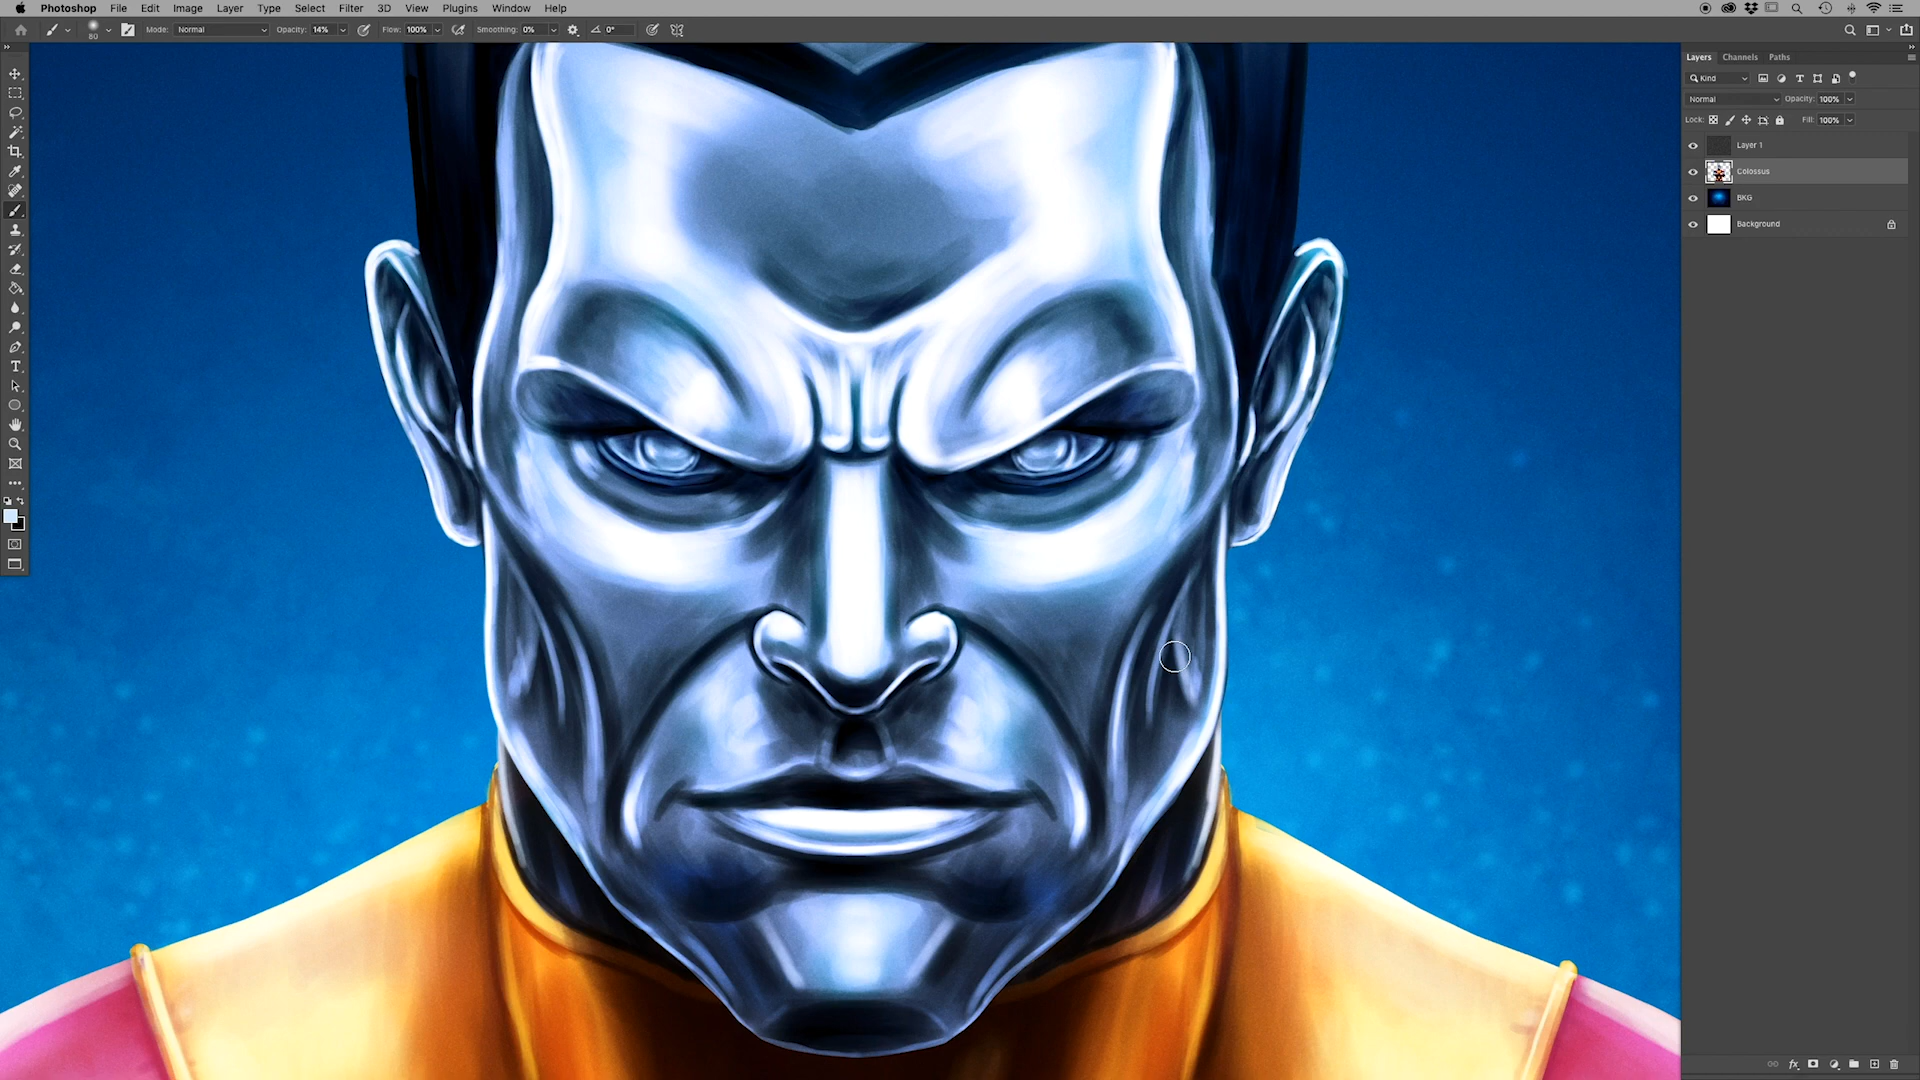 Photoshop File Edit Image Layer Type Select Filter 3D View Plugins Window Help
80 Mode: Normal Opacity: 14% Flow: 100% Smoothing: 0% 0°
Layers Channels Paths
Kind
Normal Opacity: 100%
Lock: Fill: 100%
Layer 1
Colossus
BKG
Background